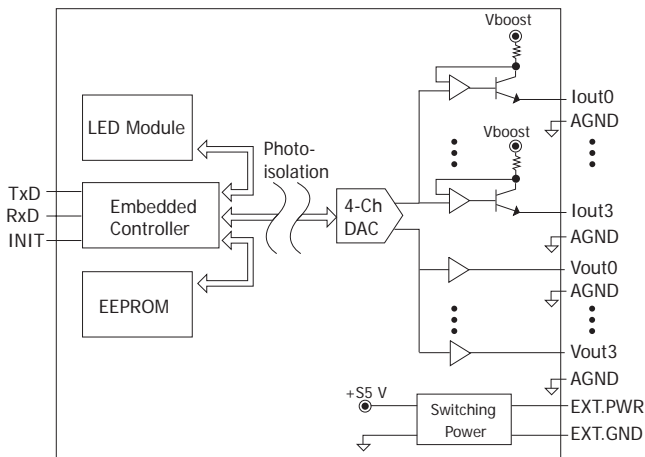 Vboost
Iout0
LED Module
AGND
Photo-
isolation
Vboost
TxD
RxD
INIT
Embedded
Controller
4-Ch
DAC
Iout3
AGND
Vout0
AGND
EEPROM
Vout3
AGND
+S5 V
Switching
Power
EXT.PWR
EXT.GND